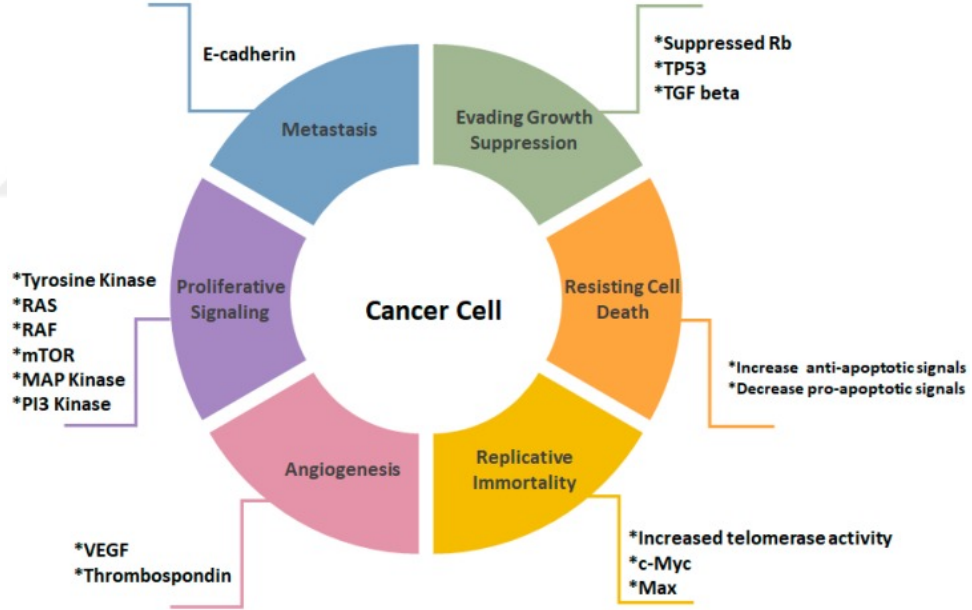 E-cadherin
*Suppressed Rb
*TP53
*TGF beta
Metastasis
Evading Growth
Suppression
*Tyrosine Kinase
*RAS
*RAF
*mTOR
*MAP Kinase
*PI3 Kinase
Proliferative
Signaling
Cancer Cell
Resisting Cell
Death
*Increase anti-apoptotic signals
*Decrease pro-apoptotic signals
Angiogenesis
Replicative
Immortality
*VEGF
*Thrombospondin
*Increased telomerase activity
*c-Myc
*Max